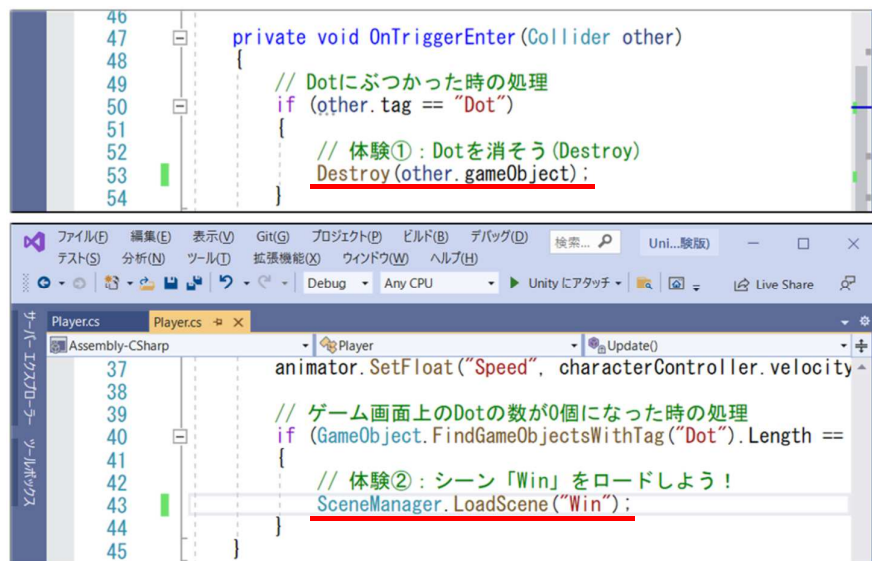 46
47 private void OnTriggerEnter(Collider other)
48 {
49 // Dotにぶつかった時の処理
50 if (other.tag == "Dot")
51 {
52 // 体験①：Dotを消そう(Destroy)
53 Destroy(other.gameObject);
54 }
ファイル(F) 編集(E) 表示(V) Git(G) プロジェクト(P) ビルド(B) デバッグ(D) 検索... Uni...験版)
テスト(S) 分析(N) ツール(T) 拡張機能(X) ウィンドウ(W) ヘルプ(H)
Debug Any CPU Unity にアタッチ Live Share
サーバー エクスプローラー
ツールボックス
Player.cs Player.cs
Assembly-CSharp Player Update()
37 animator.SetFloat("Speed", characterController.velocity
38
39 // ゲーム画面上のDotの数が0個になった時の処理
40 if (GameObject.FindGameObjectsWithTag("Dot").Length ==
41 {
42 // 体験②：シーン「Win」をロードしよう！
43 SceneManager.LoadScene("Win");
44 }
45 }